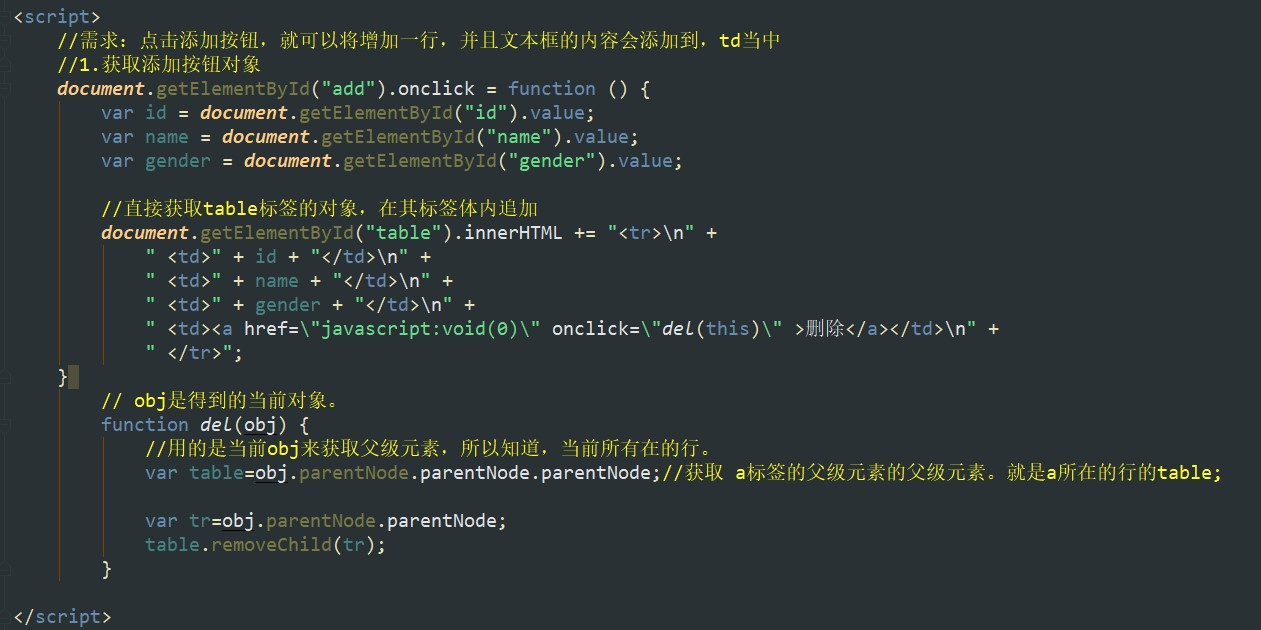 <script>
    //需求：点击添加按钮，就可以将增加一行，并且文本框的内容会添加到，td当中
    //1.获取添加按钮对象
    document.getElementById("add").onclick = function () {
        var id = document.getElementById("id").value;
        var name = document.getElementById("name").value;
        var gender = document.getElementById("gender").value;

        //直接获取table标签的对象，在其标签体内追加
        document.getElementById("table").innerHTML += "<tr>\n" +
            " <td>" + id + "</td>\n" +
            " <td>" + name + "</td>\n" +
            " <td>" + gender + "</td>\n" +
            " <td><a href=\"javascript:void(0)\" onclick=\"del(this)\" >删除</a></td>\n" +
            " </tr>";
    }
        // obj是得到的当前对象。
        function del(obj) {
            //用的是当前obj来获取父级元素，所以知道，当前所有在的行。
            var table=obj.parentNode.parentNode.parentNode;//获取 a标签的父级元素的父级元素。就是a所在的行的table;

            var tr=obj.parentNode.parentNode;
            table.removeChild(tr);
        }

</script>